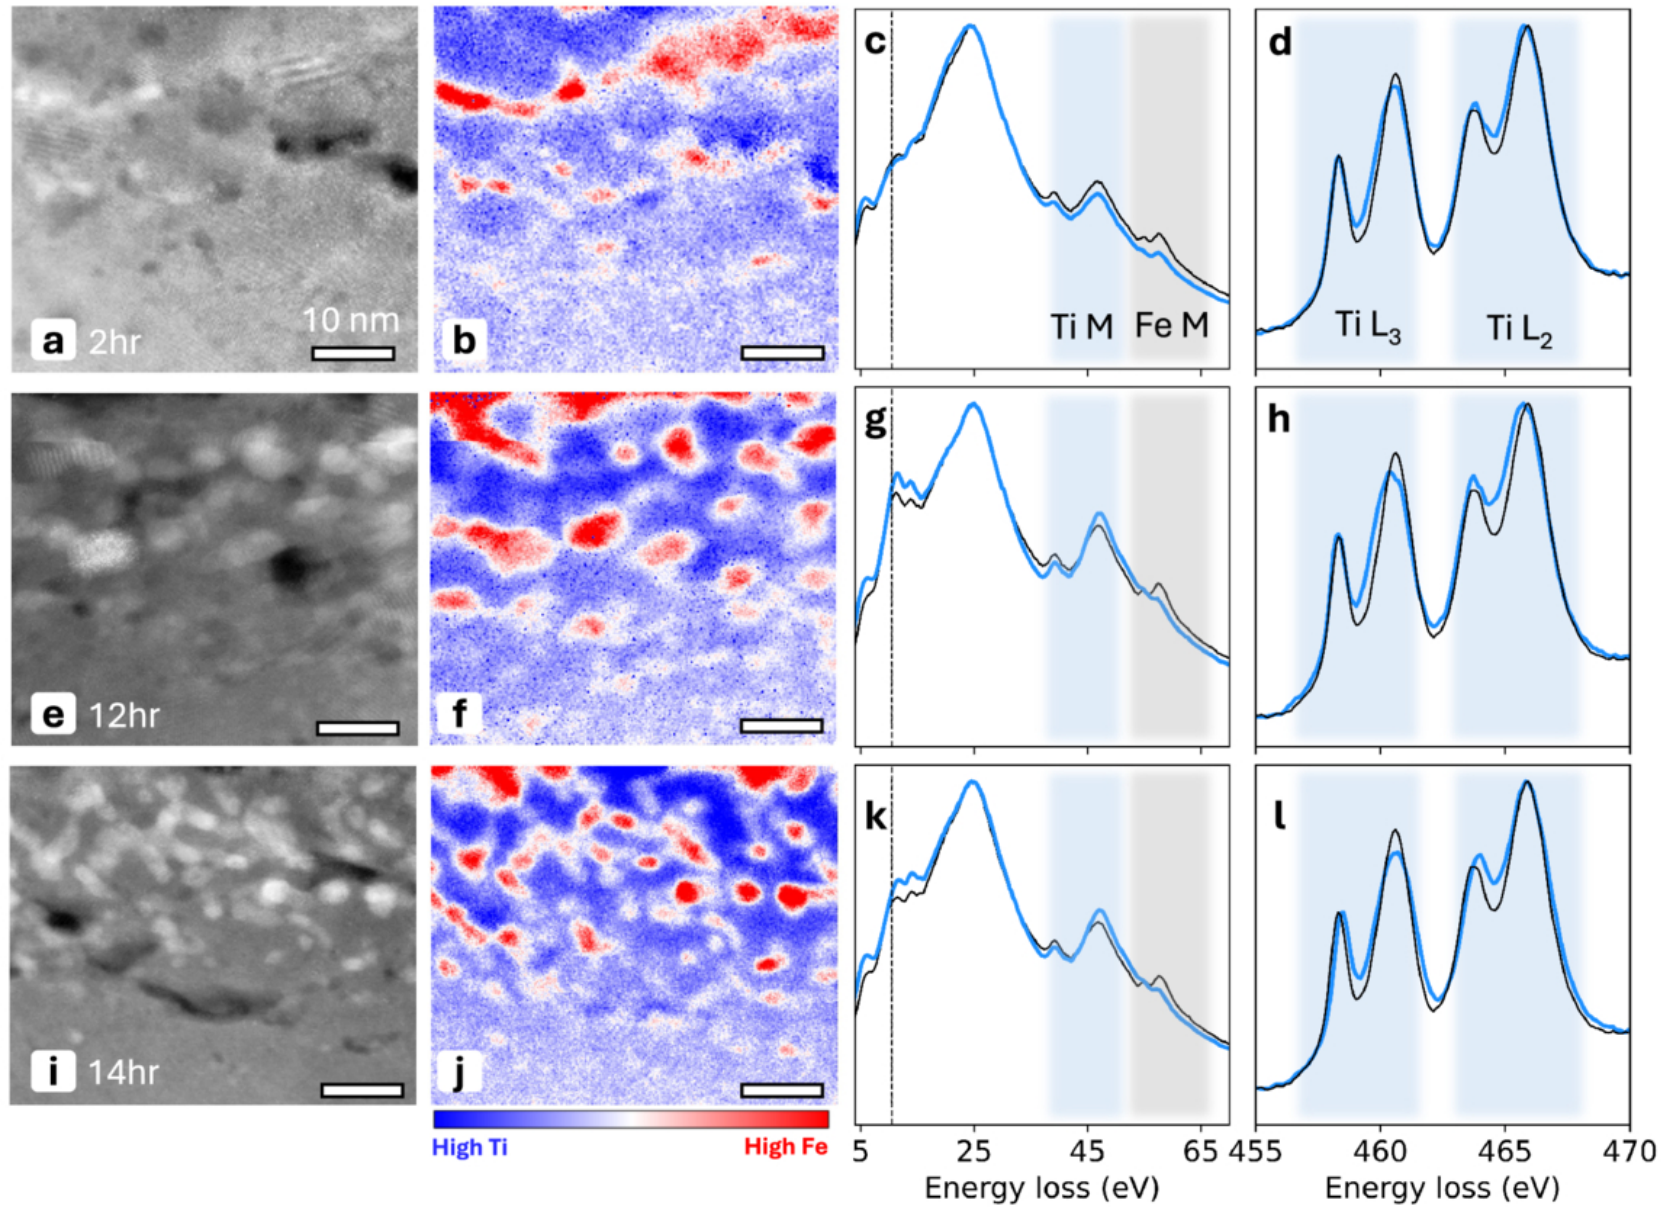 a 2hr
10 nm
b
c
Ti M Fe M
d
Ti L3 Ti L2
e 12hr
f
g
h
i 14hr
j
k
l
High Ti High Fe
5 25 45 65
Energy loss (eV)
455 460 465 470
Energy loss (eV)